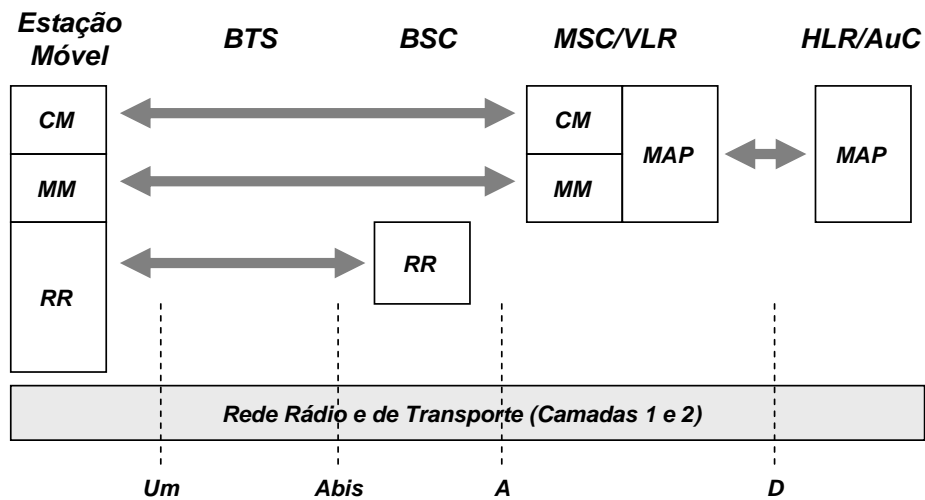 Estação
Móvel
BTS
BSC
MSC/VLR
HLR/AuC
CM
CM
MAP
MAP
MM
MM
RR
RR
Rede Rádio e de Transporte (Camadas 1 e 2)
Um
Abis
A
D